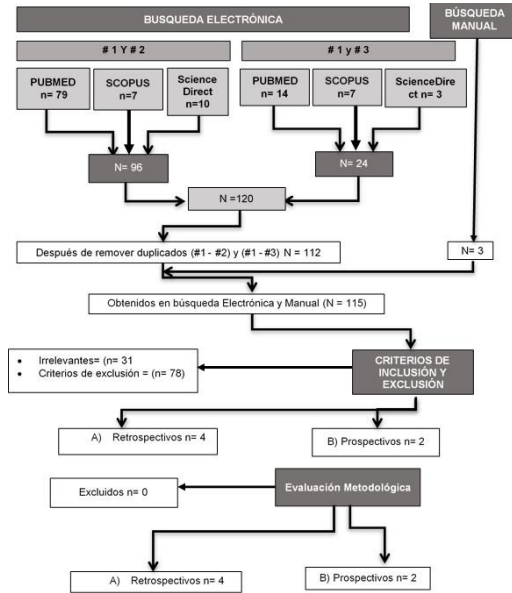 BUSQUEDA ELECTRÓNICA
BÚSQUEDA
MANUAL
# 1 Y # 2
# 1 y # 3
PUBMED
n= 79
SCOPUS
n=7
Science
Direct
n=10
PUBMED
n= 14
SCOPUS
n=7
ScienceDire
ct n= 3
N= 96
N= 24
N =120
Después de remover duplicados (#1 - #2) y (#1 - #3) N = 112
N= 3
Obtenidos en búsqueda Electrónica y Manual (N = 115)
• Irrelevantes= (n= 31
• Criterios de exclusión = (n= 78)
CRITERIOS DE
INCLUSIÓN Y
EXCLUSIÓN
A) Retrospectivos n= 4
B) Prospectivos n= 2
Excluidos n= 0
Evaluación Metodológica
A) Retrospectivos n= 4
B) Prospectivos n= 2